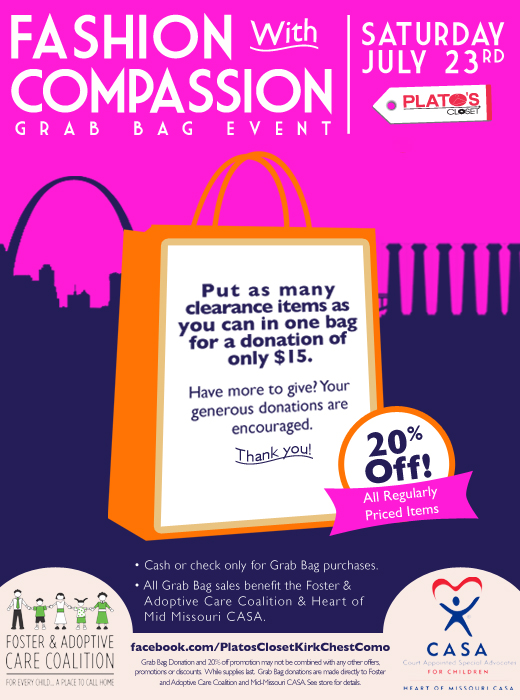 FASHION With
COMPASSION
GRAB BAG EVENT
SATURDAY
JULY 23RD
PLATO'S
CLOSET
Put as many
clearance items as
you can in one bag
for a donation of
only $15.
Have more to give? Your
generous donations are
encouraged.
Thank you!
20%
Off!
All Regularly
Priced Items
• Cash or check only for Grab Bag purchases.
• All Grab Bag sales benefit the Foster &
Adoptive Care Coalition & Heart of
Mid Missouri CASA.
FOSTER & ADOPTIVE
CARE COALITION
FOR EVERY CHILD... A PLACE TO CALL HOME
facebook.com/PlatosClosetKirkChestComo
Grab Bag Donation and 20% off promotion may not be combined with any other offers,
promotions or discounts. While supplies last. Grab Bag donations are made directly to Foster
and Adoptive Care Coalition and Mid-Missouri CASA. See store for details.
CASA
Court Appointed Special Advocates
FOR CHILDREN
HEART OF MISSOURI CASA